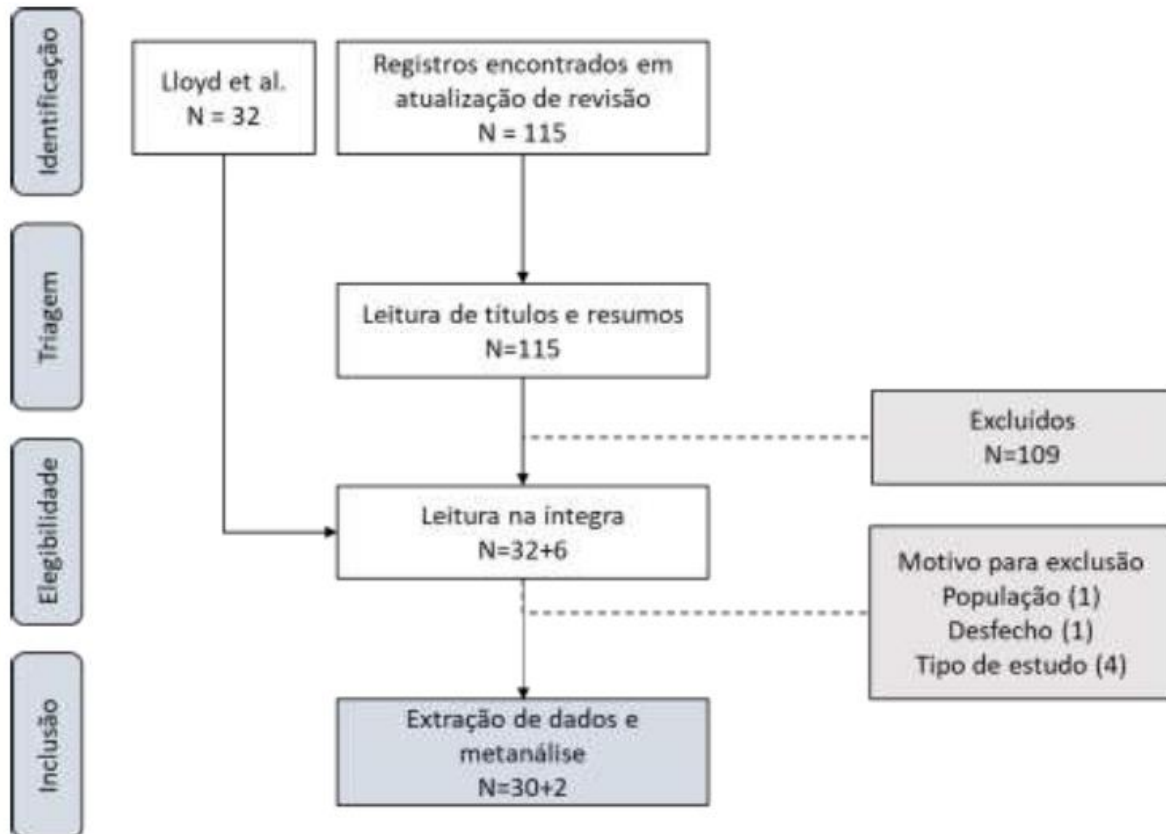 Identificação
Lloyd et al.
N = 32
Registros encontrados em
atualização de revisão
N = 115
Triagem
Leitura de títulos e resumos
N=115
Excluídos
N=109
Elegibilidade
Leitura na íntegra
N=32+6
Motivo para exclusão
População (1)
Desfecho (1)
Tipo de estudo (4)
Inclusão
Extração de dados e
metanálise
N=30+2